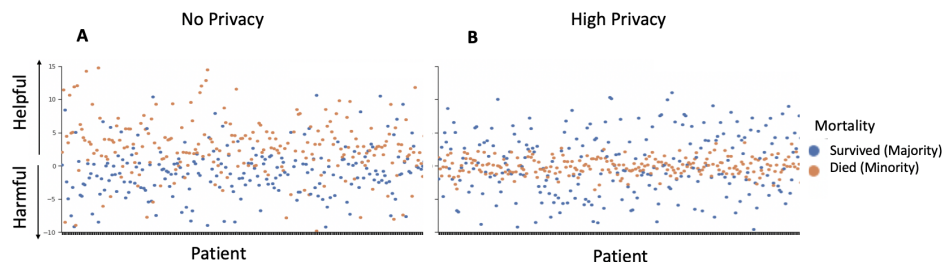 No Privacy
High Privacy
A
B
Helpful
Harmful
15
10
5
0
−5
−10
Patient
Patient
Mortality
Survived (Majority)
Died (Minority)